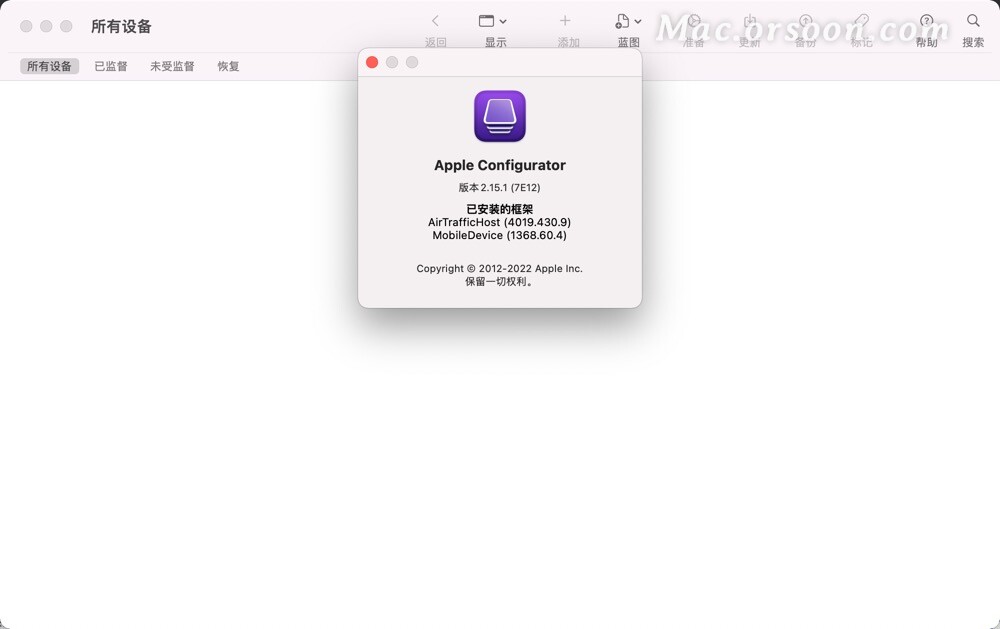 所有设备
返回
显示
添加
蓝图
准备
更新
备份
标记
帮助
搜索
Mac.orsoon.com
所有设备 已监督 未受监督 恢复
Apple Configurator
版本 2.15.1 (7E12)
已安装的框架
AirTrafficHost (4019.430.9)
MobileDevice (1368.60.4)
Copyright © 2012-2022 Apple Inc.
保留一切权利。